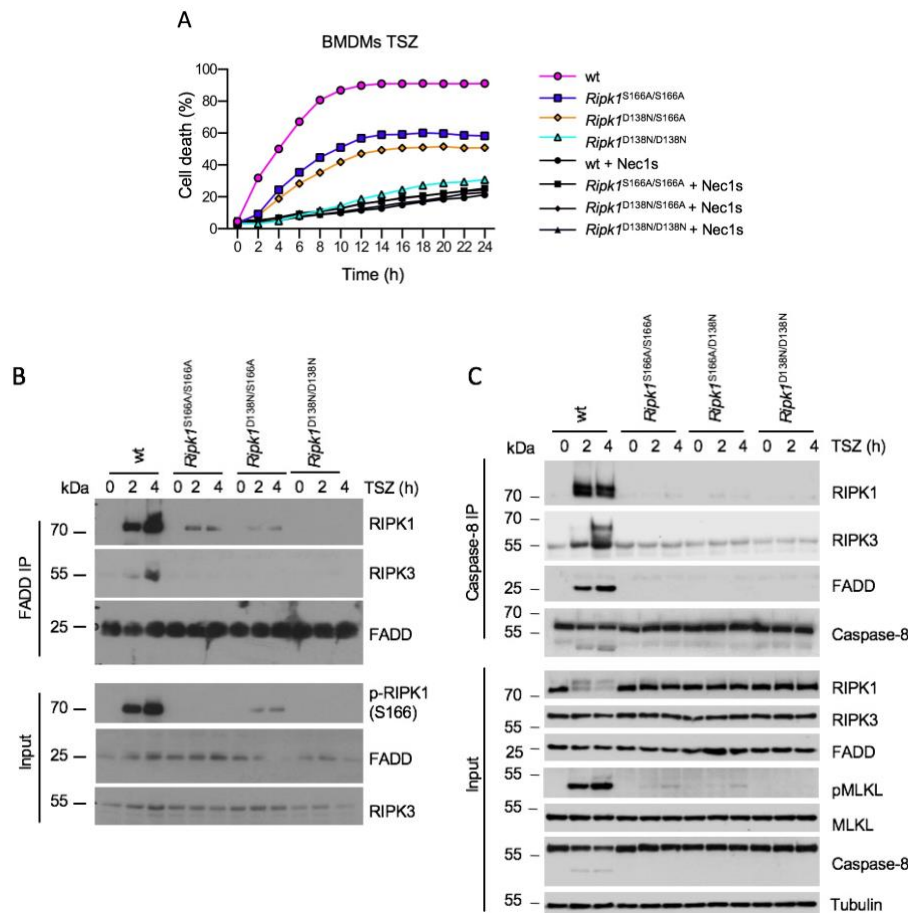 A
BMDMs TSZ
Cell death (%)
100
80
60
40
20
0
0 2 4 6 8 10 12 14 16 18 20 22 24
Time (h)
wt
Ripk1S166A/S166A
Ripk1D138N/S166A
Ripk1D138N/D138N
wt + Nec1s
Ripk1S166A/S166A + Nec1s
Ripk1D138N/S166A + Nec1s
Ripk1D138N/D138N + Nec1s
B
wt
Ripk1S166A/S166A
Ripk1D138N/S166A
Ripk1D138N/D138N
kDa 0 2 4 0 2 4 0 2 4 0 2 4 TSZ (h)
FADD IP
70 RIPK1
55 RIPK3
25 FADD
Input
70 p-RIPK1
(S166)
25 FADD
55 RIPK3
C
wt
Ripk1S166A/S166A
Ripk1S166A/D138N
Ripk1D138N/D138N
kDa 0 2 4 0 2 4 0 2 4 0 2 4 TSZ (h)
Caspase-8 IP
70 RIPK1
55 RIPK3
25 FADD
70
55 Caspase-8
Input
70 RIPK1
55 RIPK3
25 FADD
55 pMLKL
55 MLKL
55 Caspase-8
55 Tubulin